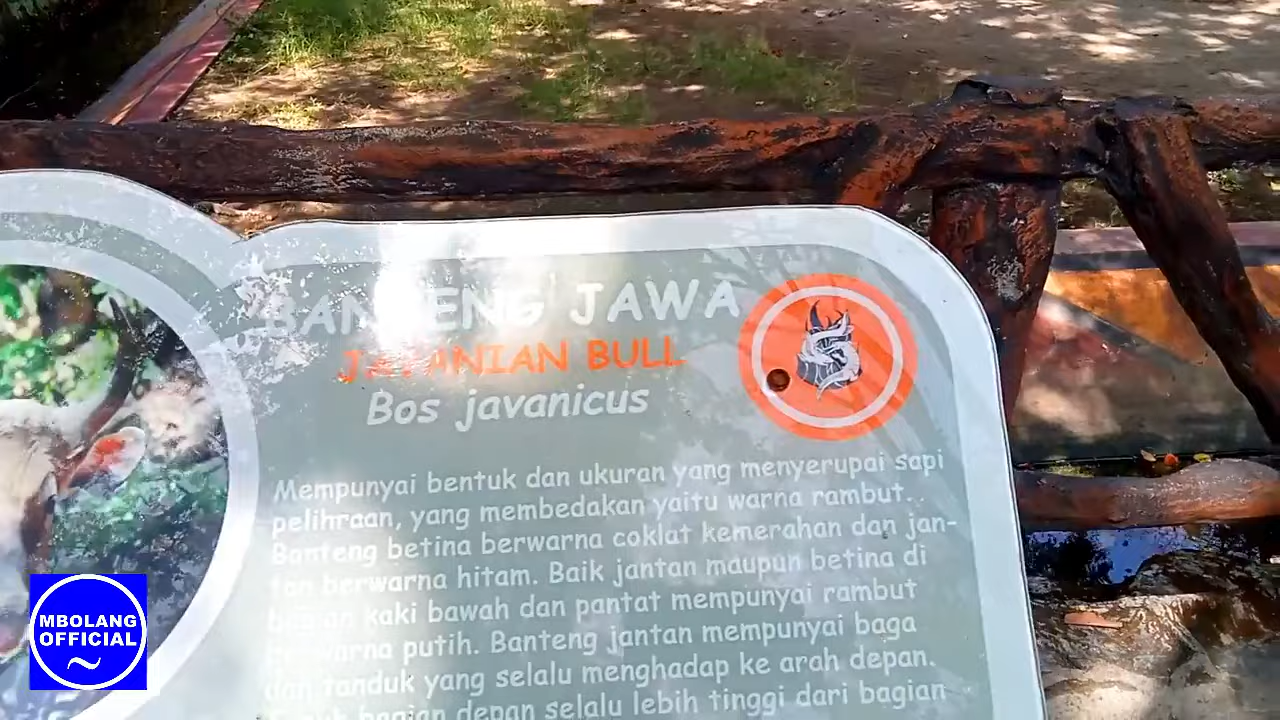 BANTENG JAWA
JAVANIAN BULL
Bos javanicus
Mempunyai bentuk dan ukuran yang menyerupai sapi
pelihraan, yang membedakan yaitu warna rambut..
Banteng betina berwarna coklat kemerahan dan jan-
tan berwarna hitam. Baik jantan maupun betina di
bagian kaki bawah dan pantat mempunyai rambut
berwarna putih. Banteng jantan mempunyai baga
dan tanduk yang selalu menghadap ke arah depan.
bagian depan selalu lebih tinggi dari bagian
MBOLANG
OFFICIAL